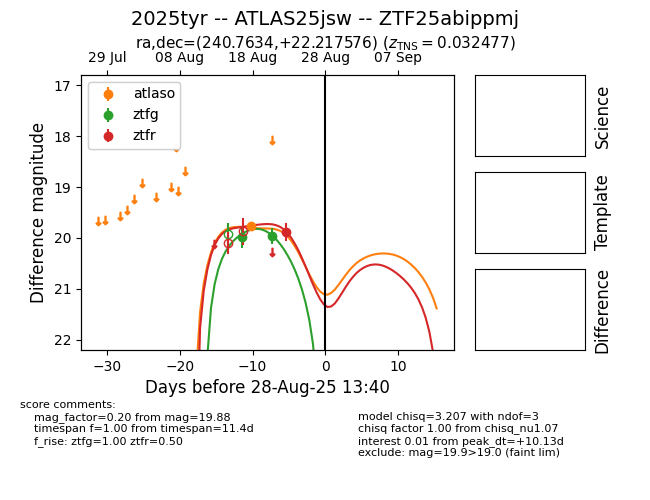 2025tyr -- ATLAS25jsw -- ZTF25abippmj
ra,dec=(240.7634,+22.217576) (zTNS = 0.032477)
29 Jul 08 Aug 18 Aug 28 Aug 07 Sep
atlaso
ztfg
ztfr
17
18
19
20
21
22
Difference magnitude
−30 −20 −10 0 10
Days before 28-Aug-25 13:40
Science
Template
Difference
score comments:
mag_factor=0.20 from mag=19.88
timespan f=1.00 from timespan=11.4d
f_rise: ztfg=1.00 ztfr=0.50
model chisq=3.207 with ndof=3
chisq factor 1.00 from chisq_nu1.07
interest 0.01 from peak_dt=+10.13d
exclude: mag=19.9>19.0 (faint lim)